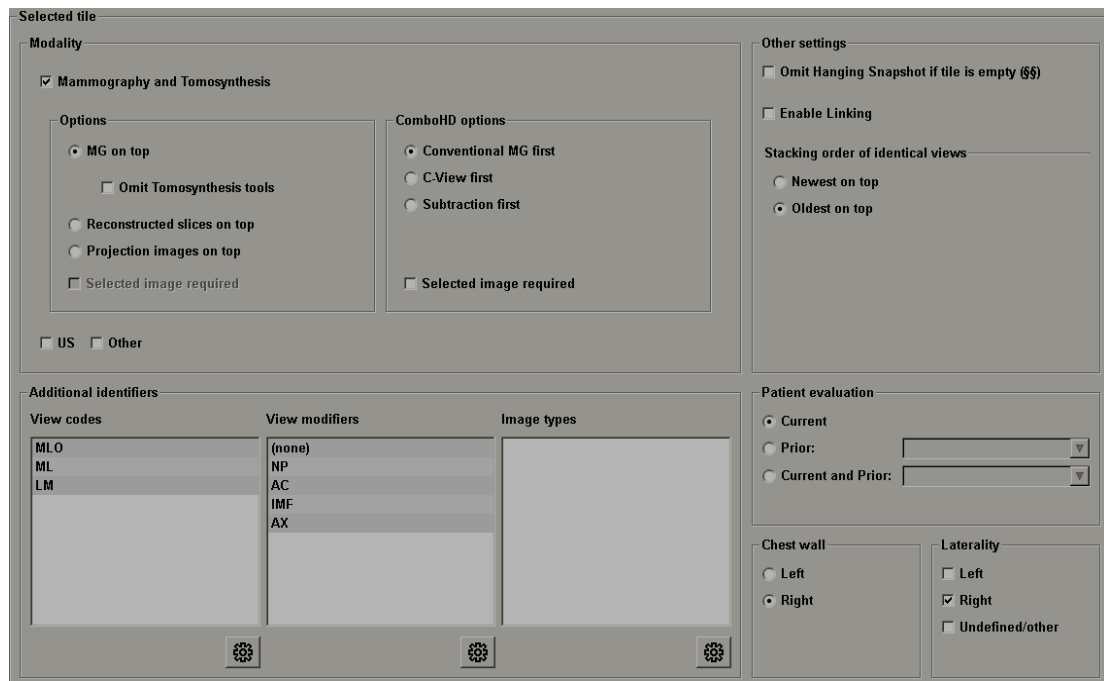 Selected tile
Modality
Mammography and Tomosynthesis
Options
MG on top
Omit Tomosynthesis tools
Reconstructed slices on top
Projection images on top
Selected image required
ComboHD options
Conventional MG first
C-View first
Subtraction first
Selected image required
US
Other
Other settings
Omit Hanging Snapshot if tile is empty (§§)
Enable Linking
Stacking order of identical views
Newest on top
Oldest on top
Additional identifiers
View codes
MLO
ML
LM
View modifiers
(none)
NP
AC
IMF
AX
Image types
Patient evaluation
Current
Prior:
Current and Prior:
Chest wall
Left
Right
Laterality
Left
Right
Undefined/other